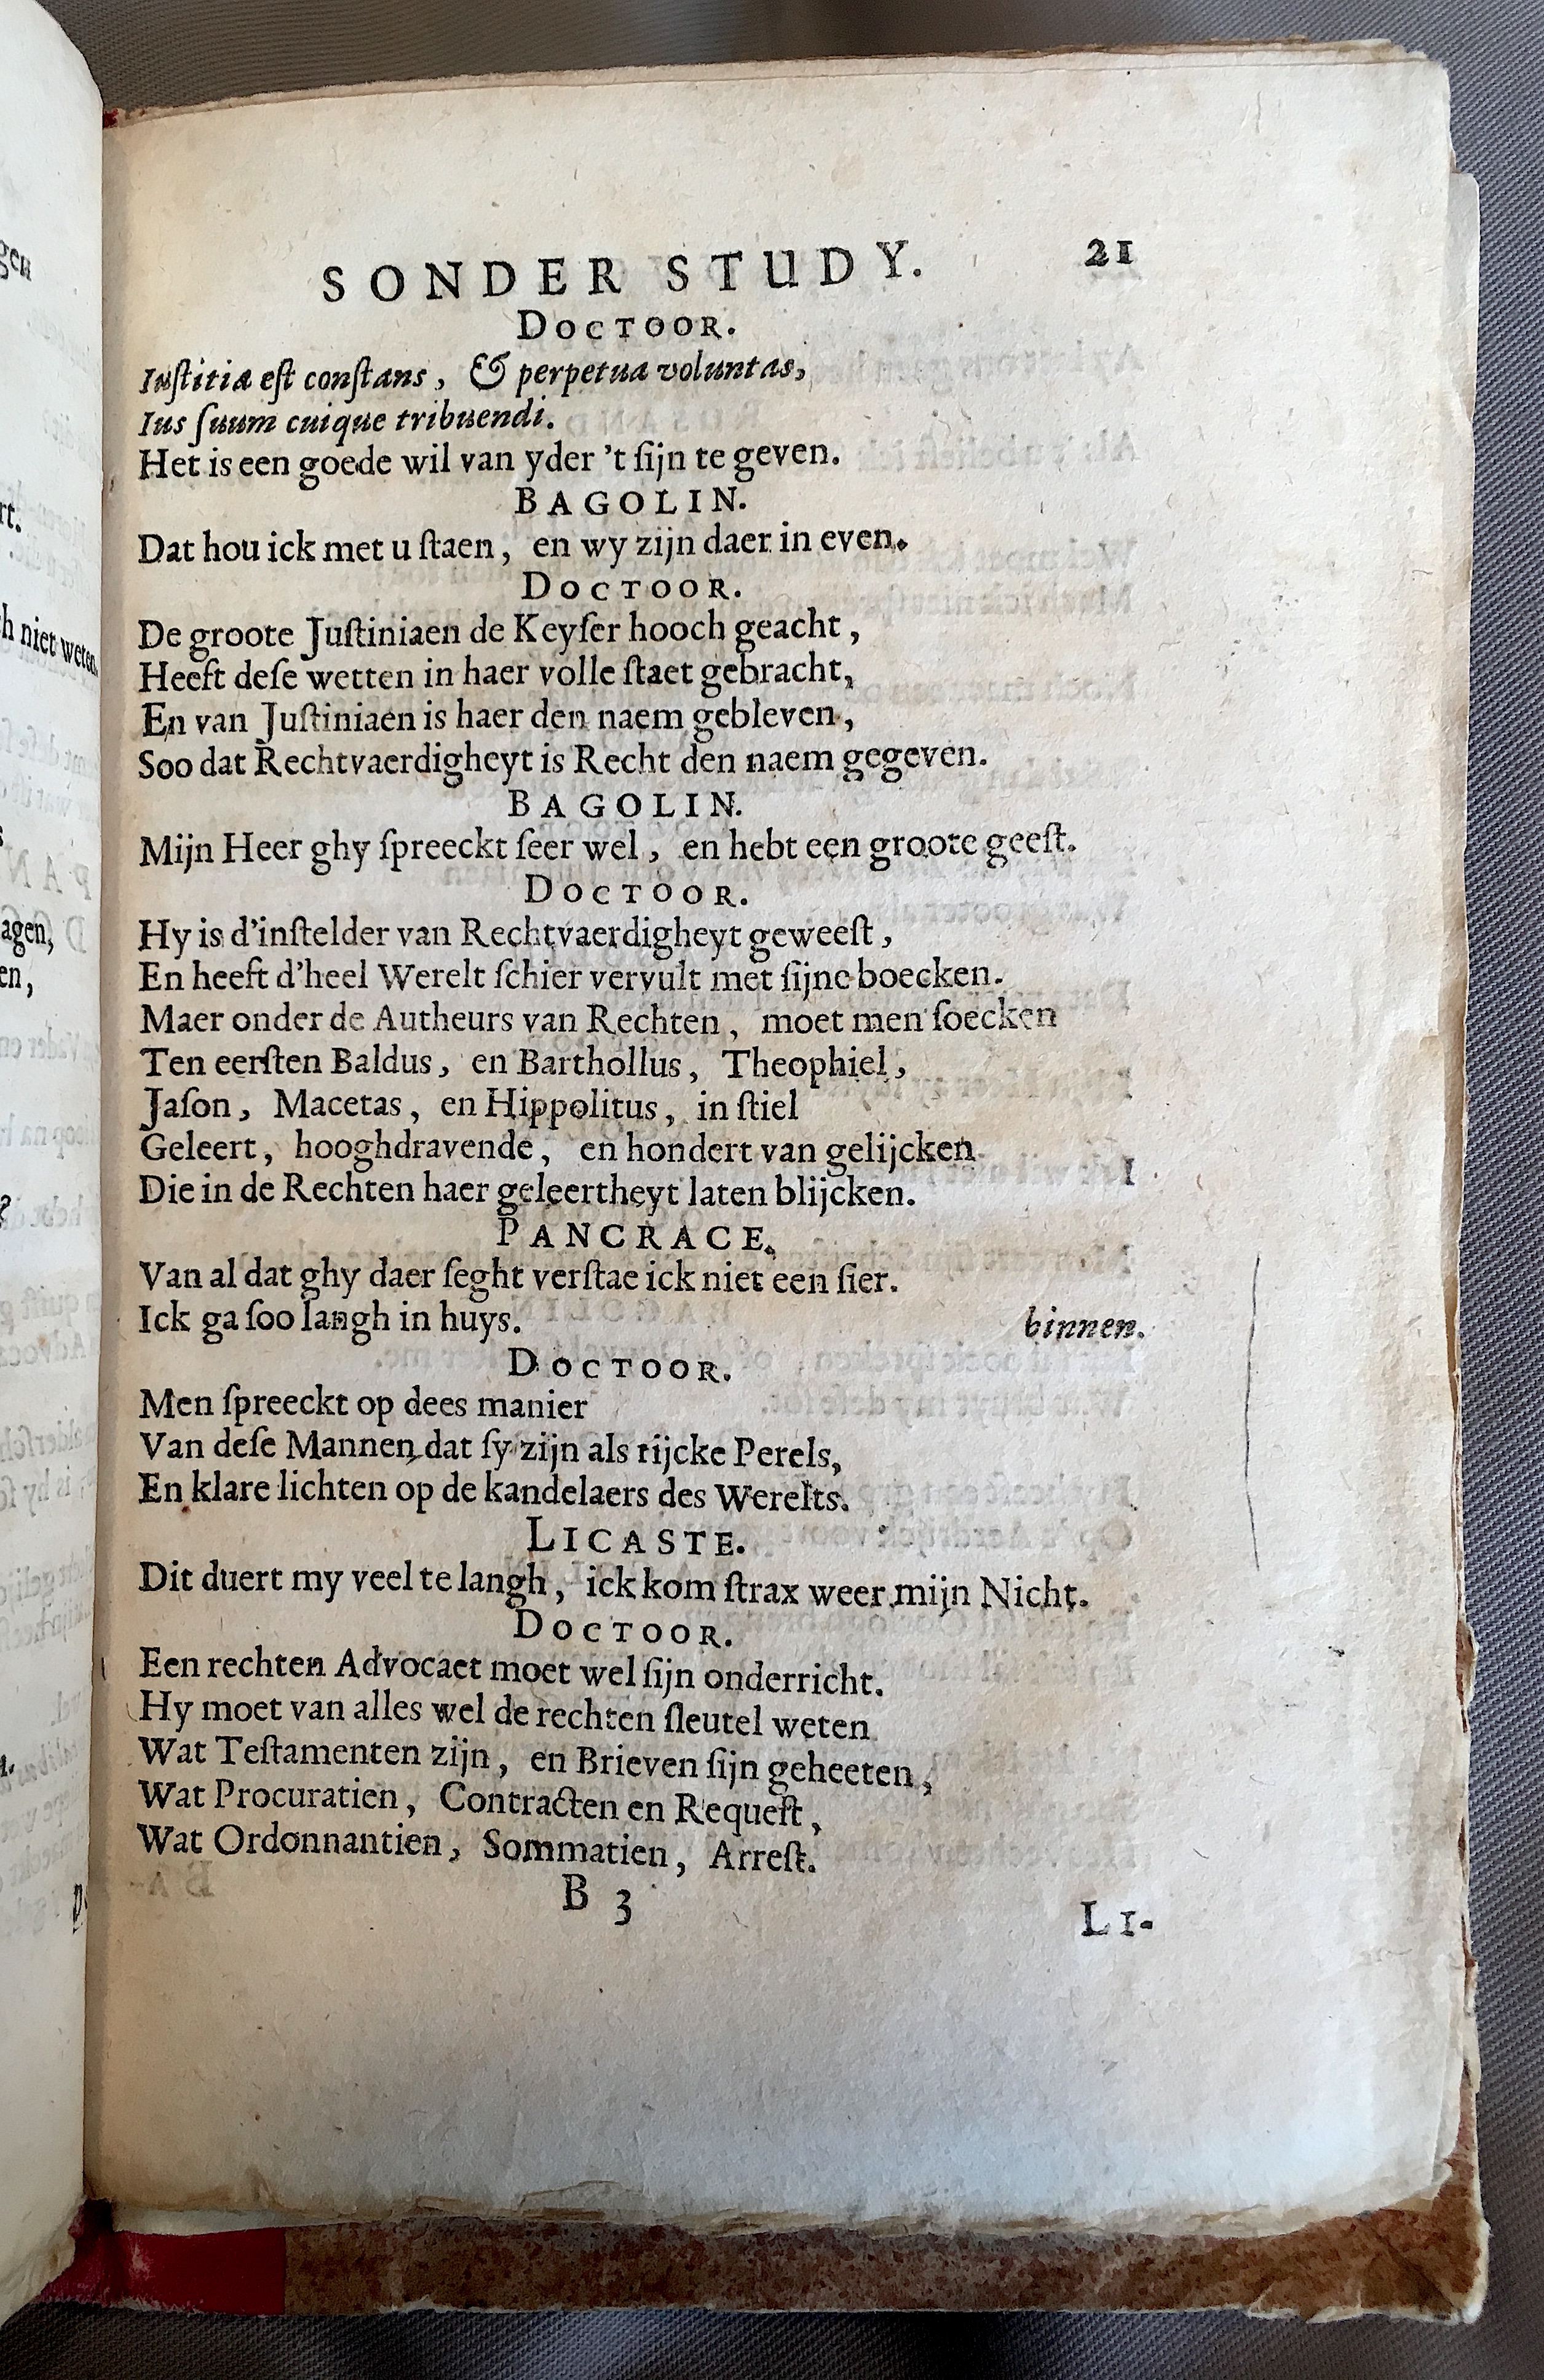 SONDER STUDY. 21
DOCTOOR.
Iustitia est constans, & perpetua voluntas,
Ius ſuum cuique tribuendi.
Het is een goede wil van yder 't ſijn te geven.
BAGOLIN.
Dat hou ick met u ſtaen, en wy zijn daer in even.
DOCTOOR.
De groote Juſtiniaen de Keyſer hooch geacht,
Heeft deſe wetten in haer volle ſtaet gebracht,
En van Juſtiniaen is haer den naem gebleven,
Soo dat Rechtvaerdigheyt is Recht den naem gegeven.
BAGOLIN.
Mijn Heer ghy ſpreeckt ſeer wel, en hebt een groote geeſt.
DOCTOOR.
Hy is d'inſtelder van Rechtvaerdigheyt geweeſt,
En heeft d'heel Werelt ſchier vervult met ſijne boecken.
Maer onder de Autheurs van Rechten, moet men ſoecken
Ten eerſten Baldus, en Barthollus, Theophiel,
Jaſon, Macetas, en Hippolitus, in ſtiel
Geleert, hooghdravende, en hondert van gelijcken
Die in de Rechten haer geleertheyt laten blijcken.
PANCRACE.
Van al dat ghy daer ſeght verſtae ick niet een ſier.
Ick ga ſoo langh in huys. binnen.
DOCTOOR.
Men ſpreeckt op dees manier
Van deſe Mannen dat ſy zijn als rijcke Perels,
En klare lichten op de kandelaers des Werelts.
LICASTE.
Dit duert my veel te langh, ick kom ſtrax weer mijn Nicht.
DOCTOOR.
Een rechten Advocaet moet wel ſijn onderricht.
Hy moet van alles wel de rechten ſleutel weten
Wat Teſtamenten zijn, en Brieven ſijn geheeten,
Wat Procuratien, Contracten en Requeſt,
Wat Ordonnantien, Sommatien, Arreſt.
B 3
LI-